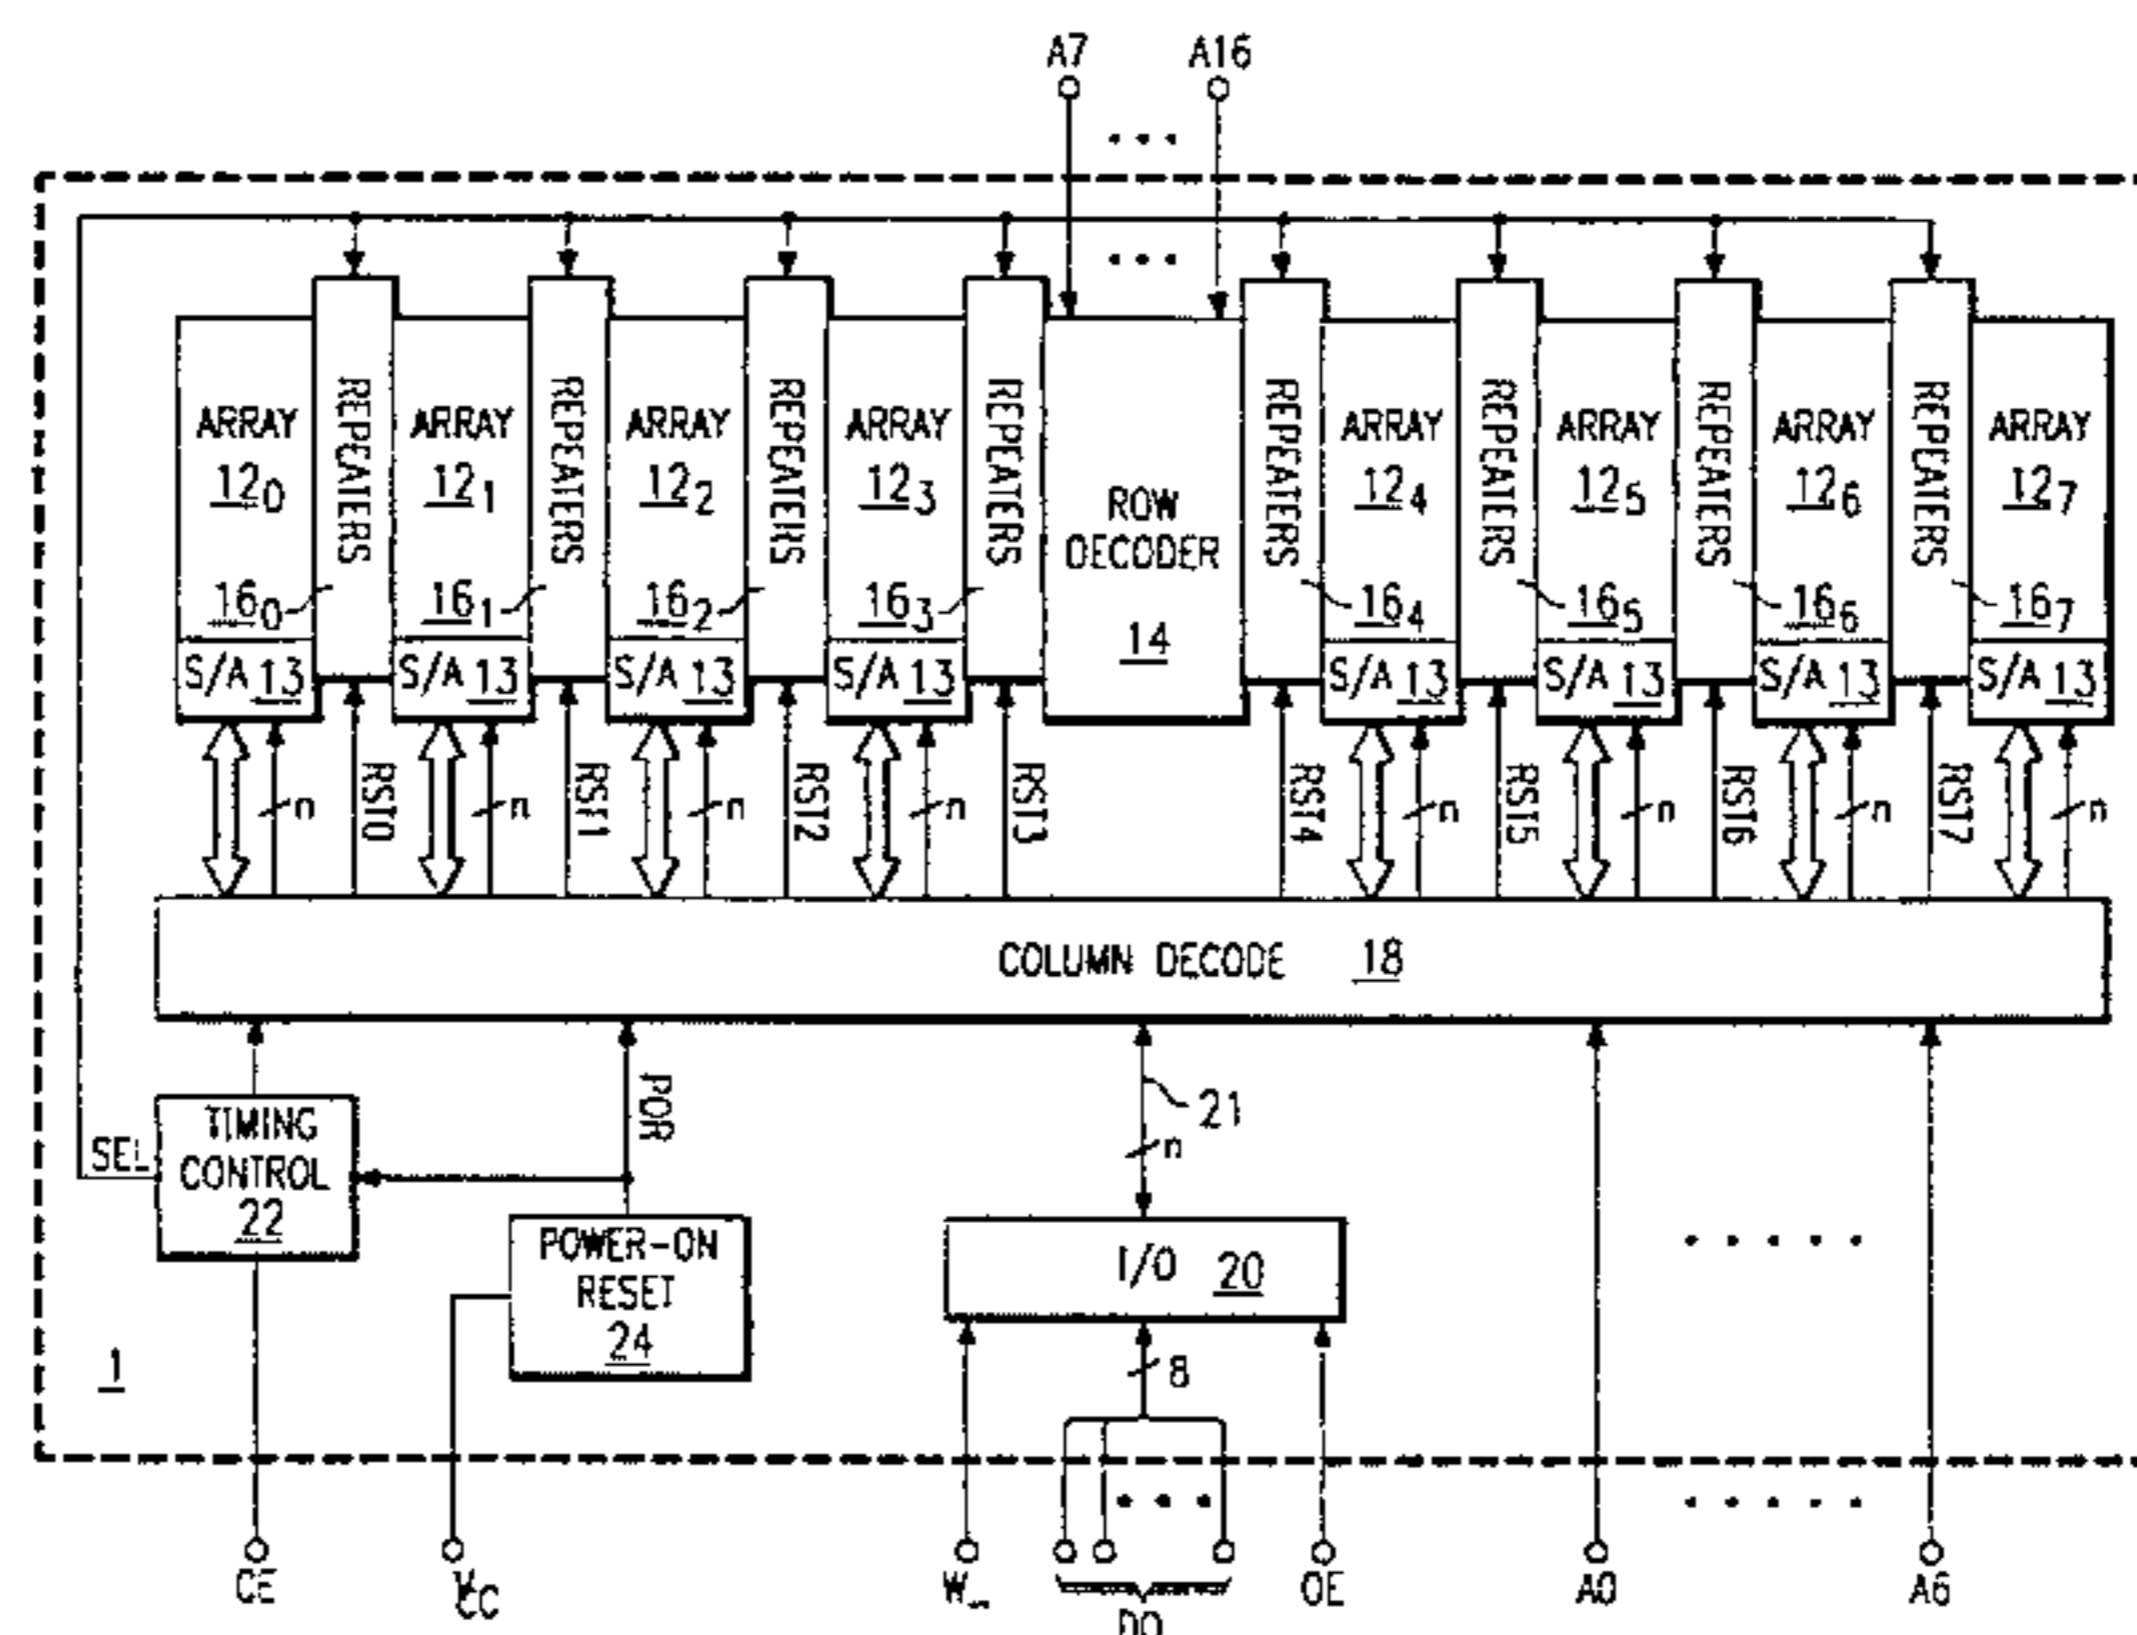 A7 A16
REPEATERS REPEATERS REPEATERS REPEATERS REPEATERS REPEATERS REPEATERS REPEATERS
ARRAY ARRAY ARRAY ARRAY ARRAY ARRAY ARRAY ARRAY
12₀ 12₁ 12₂ 12₃ 12₄ 12₅ 12₆ 12₇
ROW
DECODER
14
16₀ 16₁ 16₂ 16₃ 16₄ 16₅ 16₆ 16₇
S/A 13 S/A 13 S/A 13 S/A 13 S/A 13 S/A 13 S/A 13 S/A 13
n RST0 n RST1 n RST2 n RST3 RST4 n RST5 n RST6 n RST7 n
COLUMN DECODE 18
POR
21
n
SEL
TIMING
CONTROL
22
POWER-ON
RESET
24
I/O 20
8
1
CE V_CC W_ DQ OE A0 A6